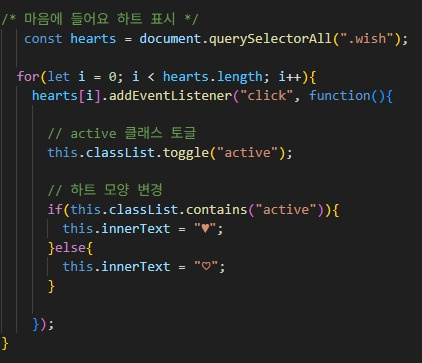 /* 마음에 들어요 하트 표시 */
const hearts = document.querySelectorAll(".wish");
for(let i = 0; i < hearts.length; i++){
hearts[i].addEventListener("click", function(){
// active 클래스 토글
this.classList.toggle("active");
// 하트 모양 변경
if(this.classList.contains("active")){
this.innerText = "♥";
}else{
this.innerText = "♡";
}
});
}